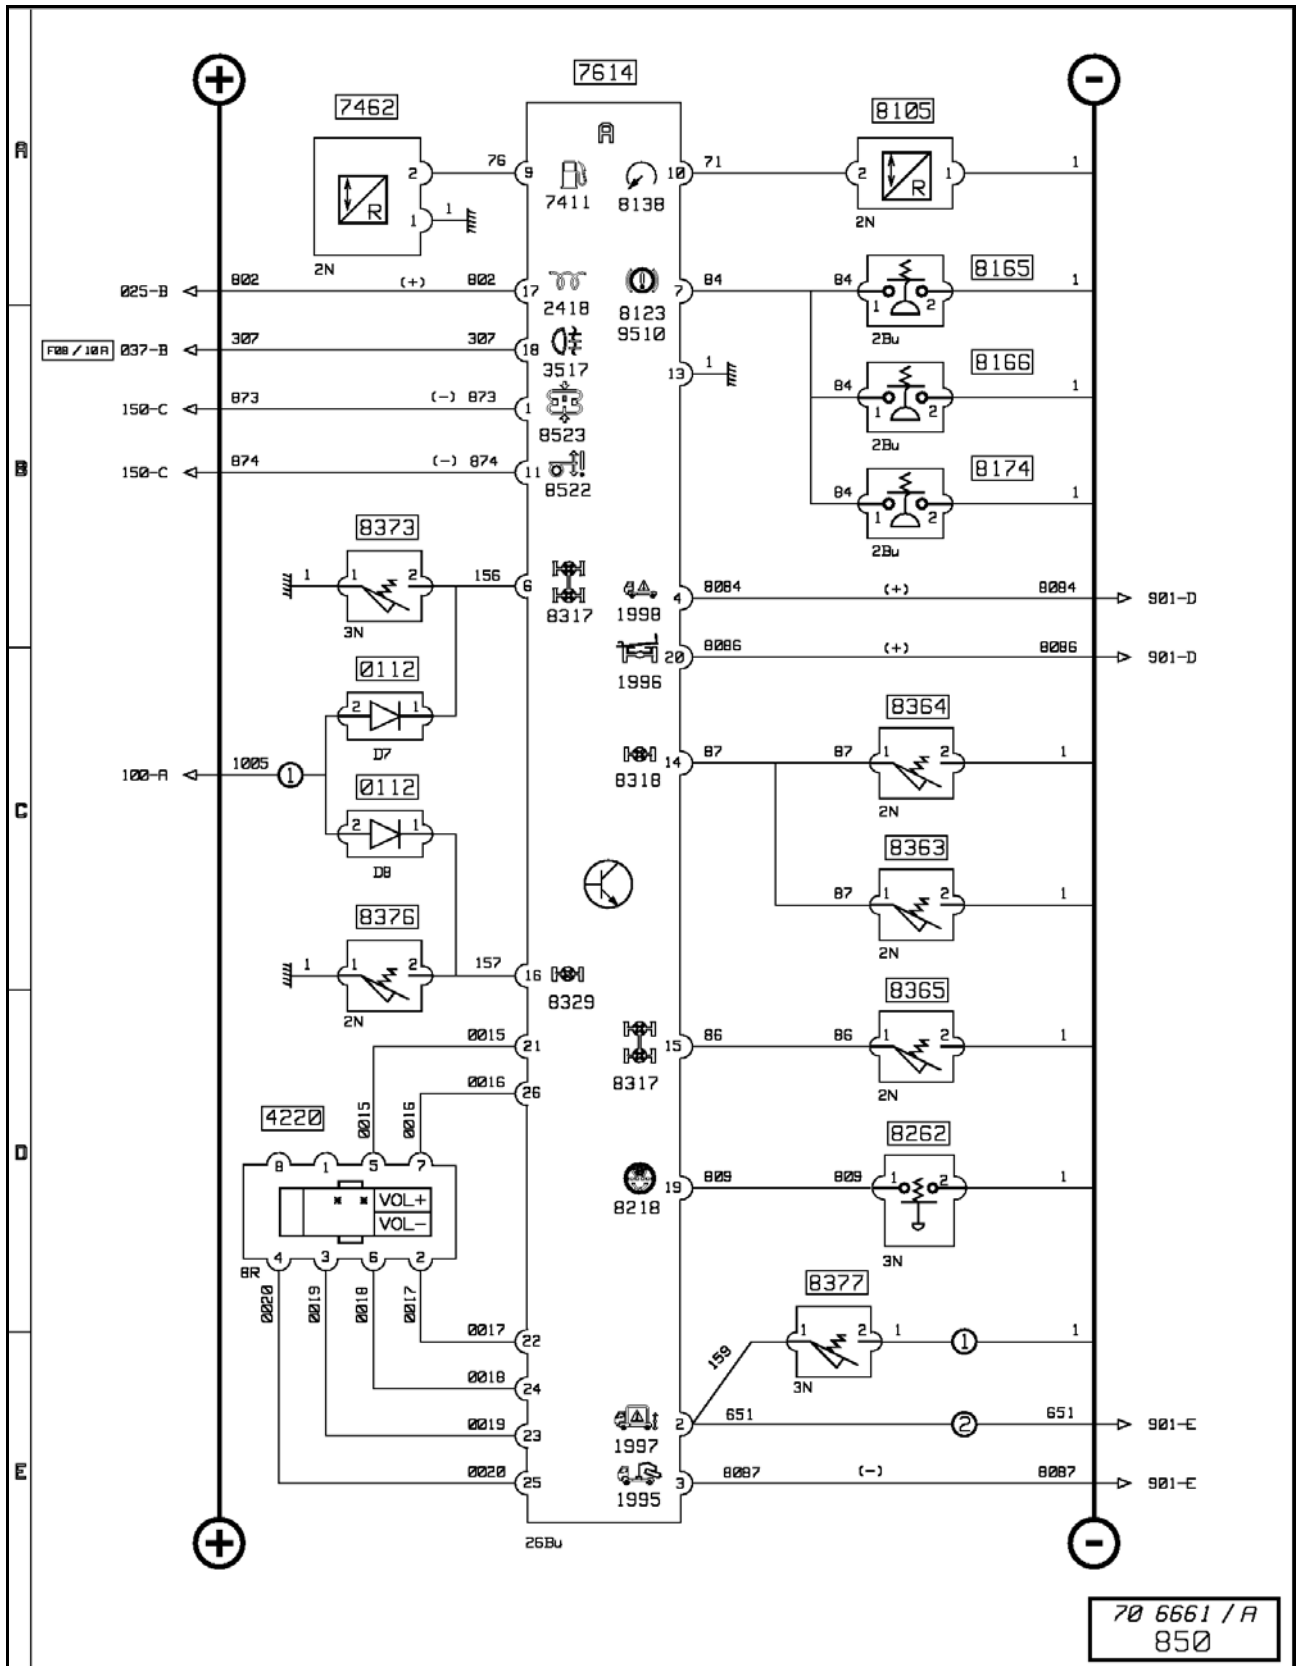 7614
7462
8105
A
A
2 76 9 10 71 2 1 1
R
R
7411 8138
1 1
2N
2N
802 (+) 802 17
025-B
2418
8123
9510
7 84 84 1 2 1
8165
2Bu
F08/10A 037-B 307 307 18
3517
13 1
8166
84 1 2 1
2Bu
150-C 873 (-) 873 1
8523
B
150-C 874 (-) 874 11
8522
8174
84 1 2 1
2Bu
8373
1 1 2 156 6
3N
8317
1998
4 8084 (+) 8084 901-D
1996
20 8086 (+) 8086 901-D
0112
2 1
D7
8364
8318
14 87 87 1 2 1
2N
100-A 1005 1
0112
C
2 1
D8
8363
87 1 2 1
2N
8376
1 1 2 157 16
2N
8329
8365
8317
15 86 86 1 2 1
2N
0015 21
0016 26
0015 0016
4220
D
8 1 5 7
VOL+
VOL-
4 3 6 2
8R
0020 0019 0018 0017
8262
8218
19 809 809 1 2 1
3N
8377
1 2 1 1 1
159
3N
0017 22
0018 24
0019 23
0020 25
1997
2 651 2 651 901-E
E
1995
3 8087 (-) 8087 901-E
26Bu
70 6661 / A
850